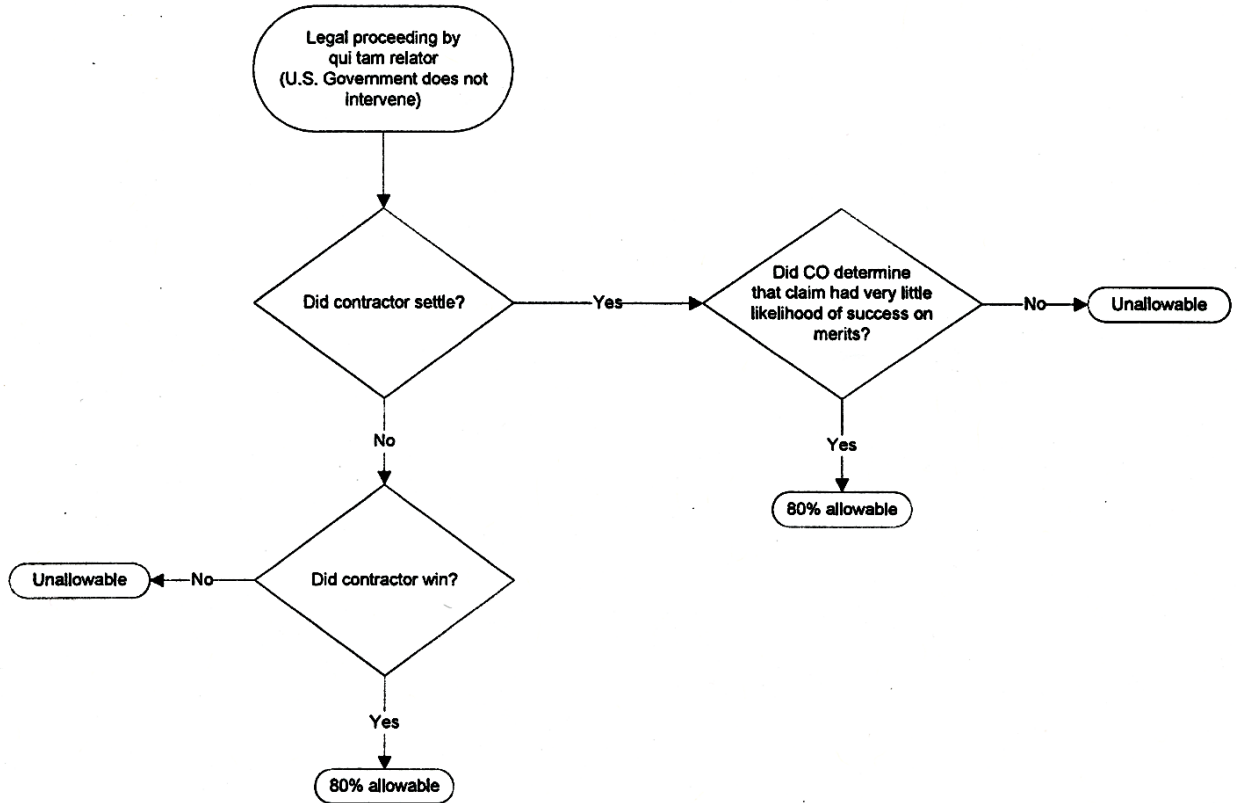 Legal proceeding by
qui tam relator
(U.S. Government does not
intervene)
Did contractor settle?
Yes
Did CO determine
that claim had very little
likelihood of success on
merits?
No
Unallowable
No
Yes
80% allowable
Unallowable
No
Did contractor win?
Yes
80% allowable